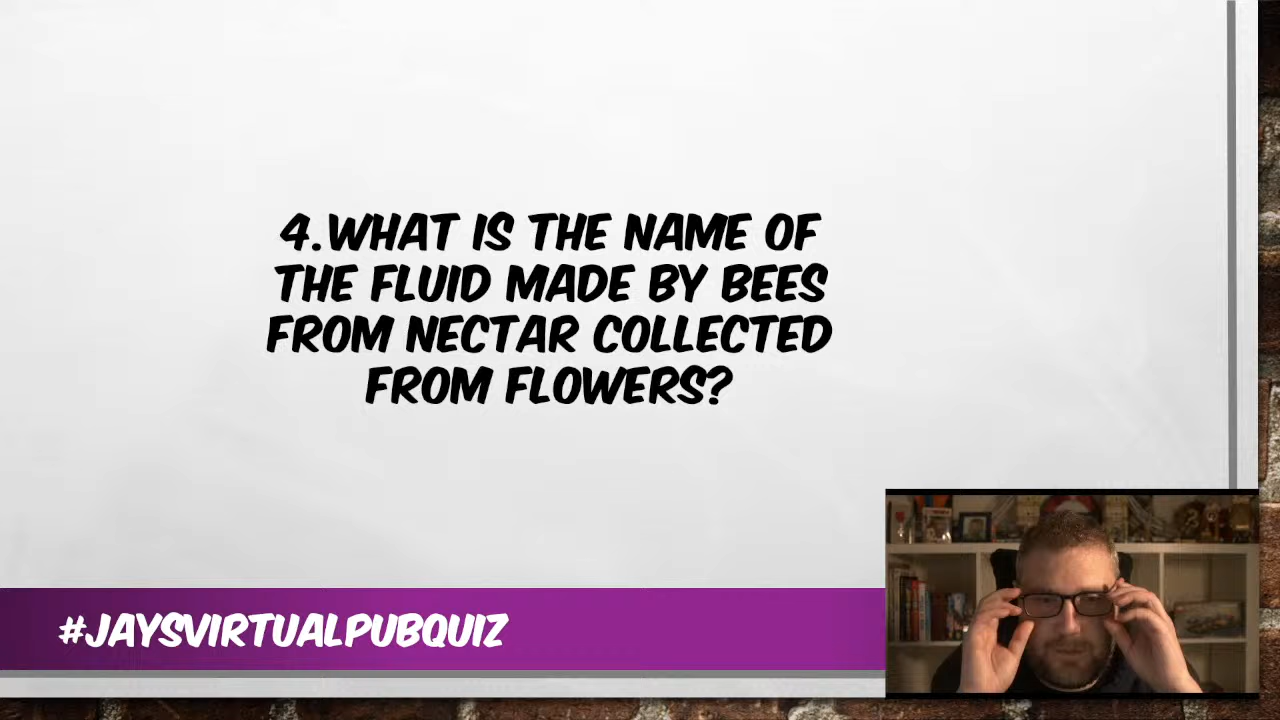 4.WHAT IS THE NAME OF
THE FLUID MADE BY BEES
FROM NECTAR COLLECTED
FROM FLOWERS?
#JAYSVIRTUALPUBQUIZ